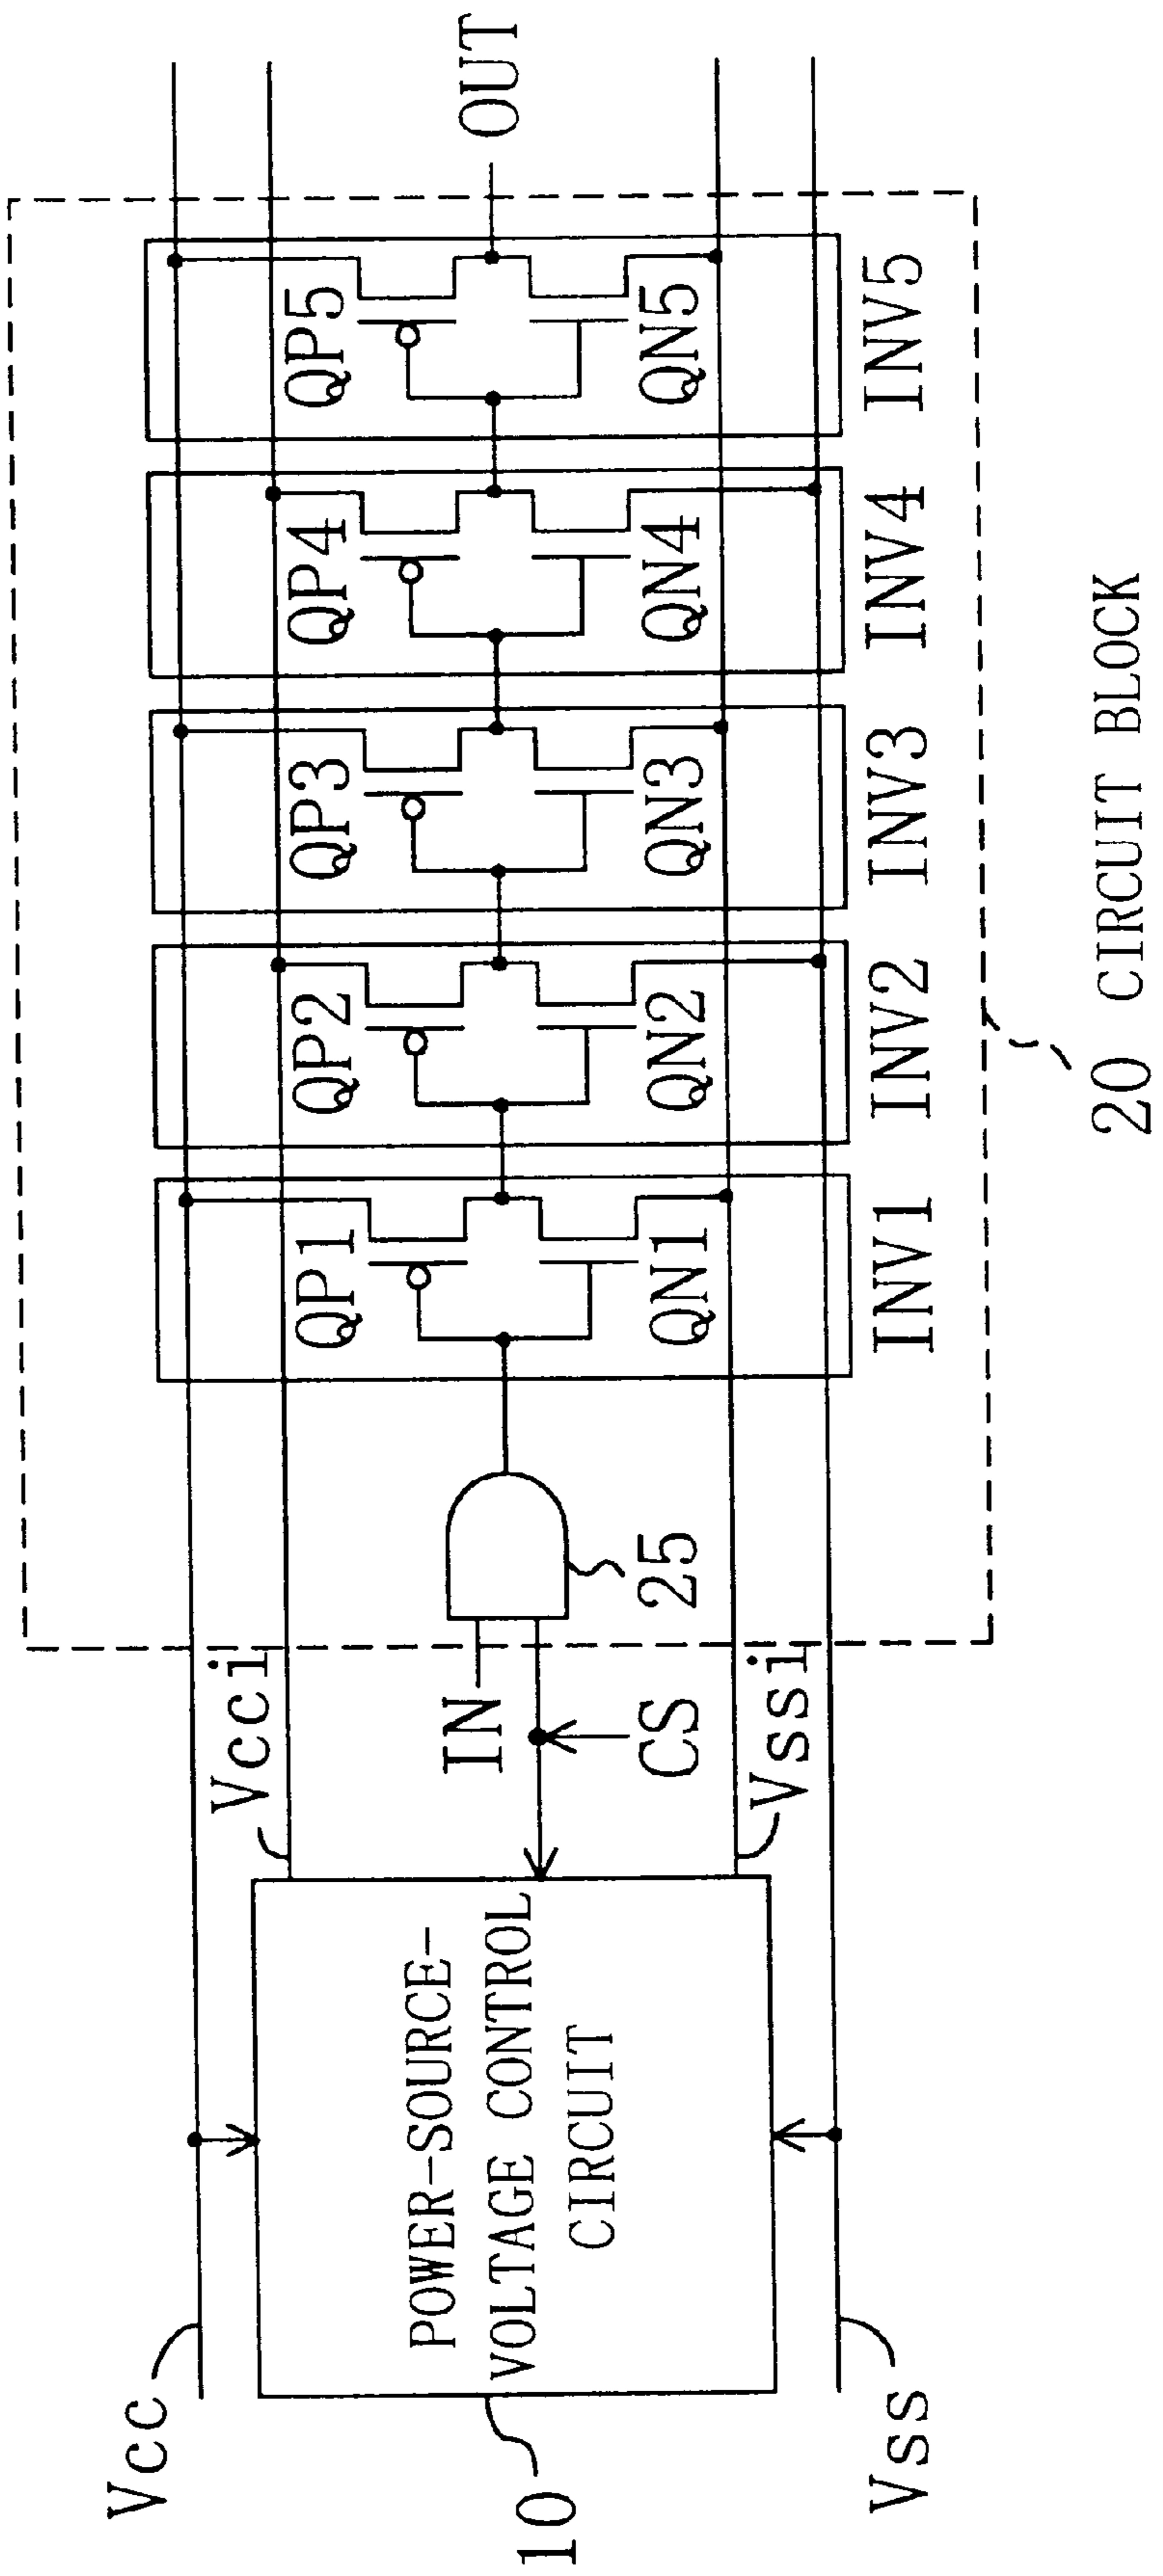 Vcc
10
POWER-SOURCE-
VOLTAGE CONTROL
CIRCUIT
Vss
Vcci
IN
CS
Vssi
25
QP1
QN1
INV1
QP2
QN2
INV2
QP3
QN3
INV3
QP4
QN4
INV4
QP5
QN5
INV5
OUT
20 CIRCUIT BLOCK